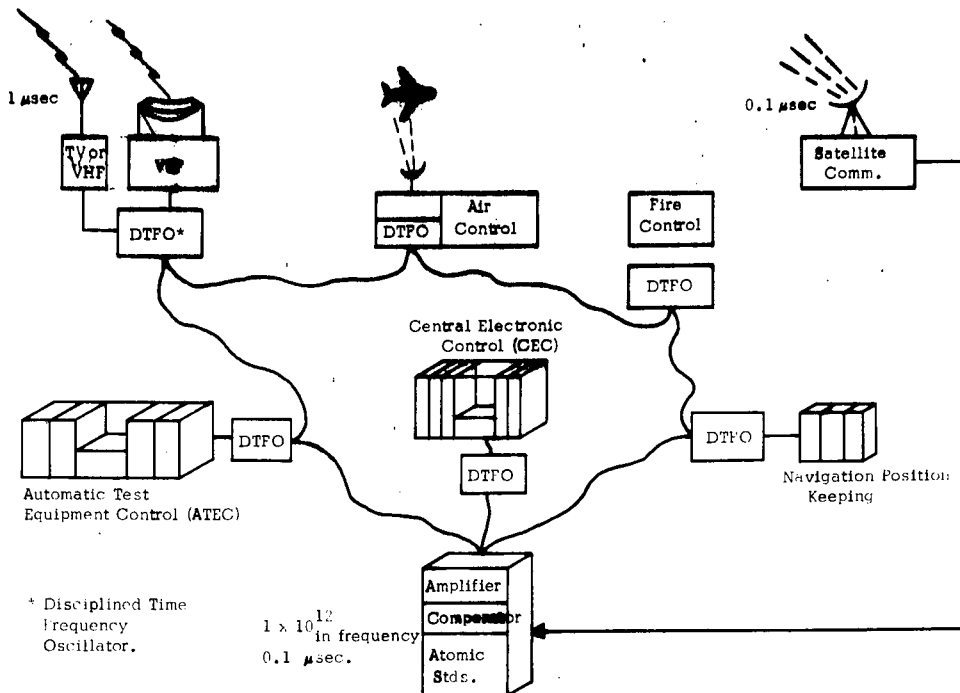 1 μsec
TV or
VHF
DTFO*
Air
Control
DTFO
Fire
Control
DTFO
0.1 μsec
Satellite
Comm.
Central Electronic
Control (CEC)
DTFO
DTFO
Automatic Test
Equipment Control (ATEC)
DTFO
Navigation Position
Keeping
Amplifier
Comparator
Atomic
Stds.
1 x 10¹² in frequency
0.1 μsec.
* Disciplined Time
Frequency
Oscillator.